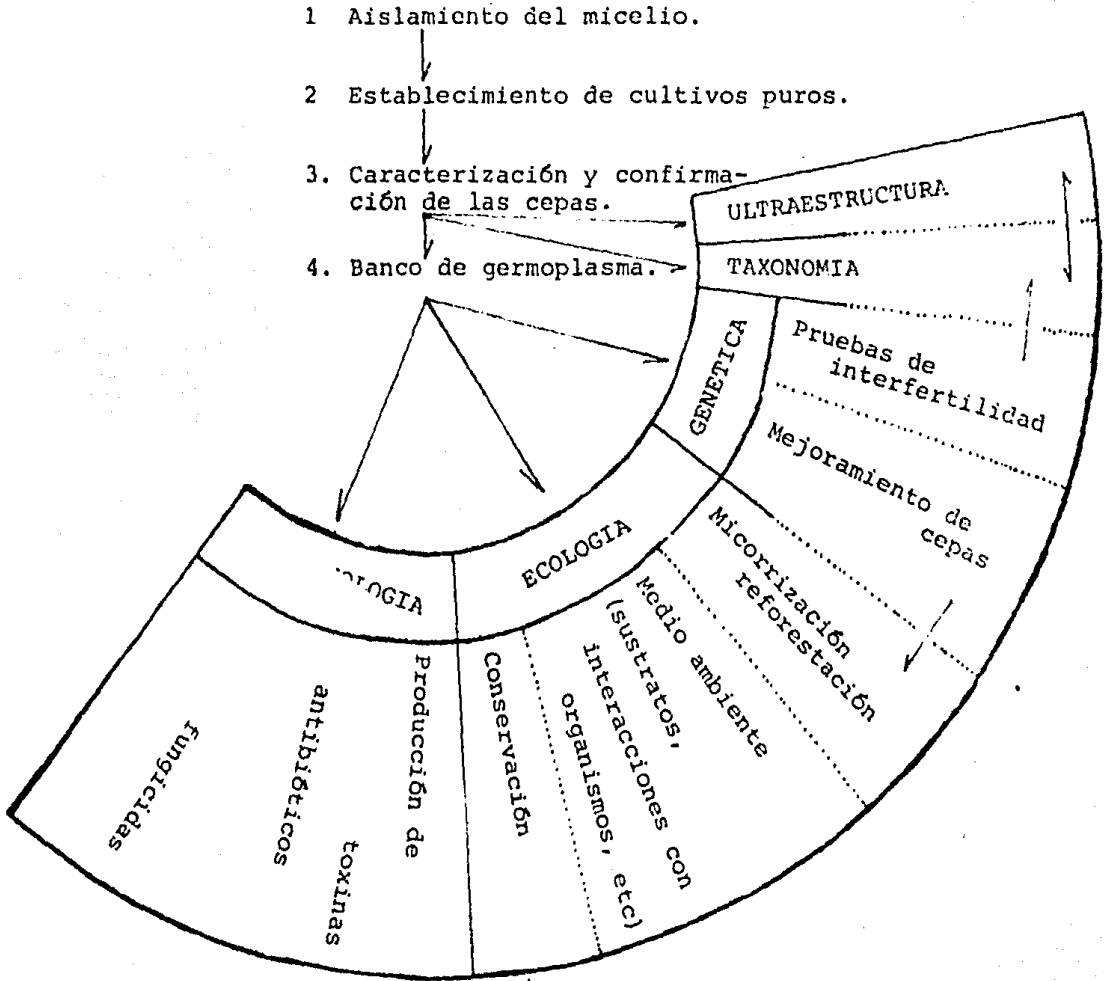 1 Aislamiento del micelio.
2 Establecimiento de cultivos puros.
3. Caracterización y confirma-
ción de las cepas.
4. Banco de germoplasma.
ULTRAESTRUCTURA
TAXONOMIA
GENETICA
Pruebas de
interfertilidad
Mejoramiento de
cepas
ECOLOGIA
Micorrización
reforestación
Medio ambiente
(sustratos,
interacciones con
organismos, etc)
Conservación
OLOGIA
Producción de
toxinas
antibióticos
fungicidas